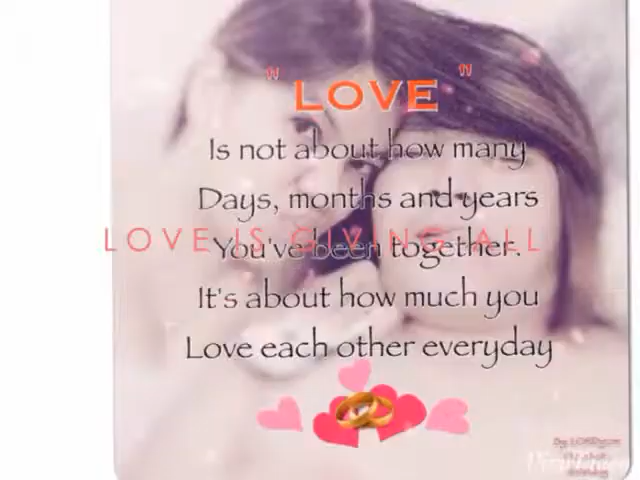 " LOVE "
Is not about how many
Days, months and years
LOVE IS GIVING ALL
You've been together.
It's about how much you
Love each other everyday